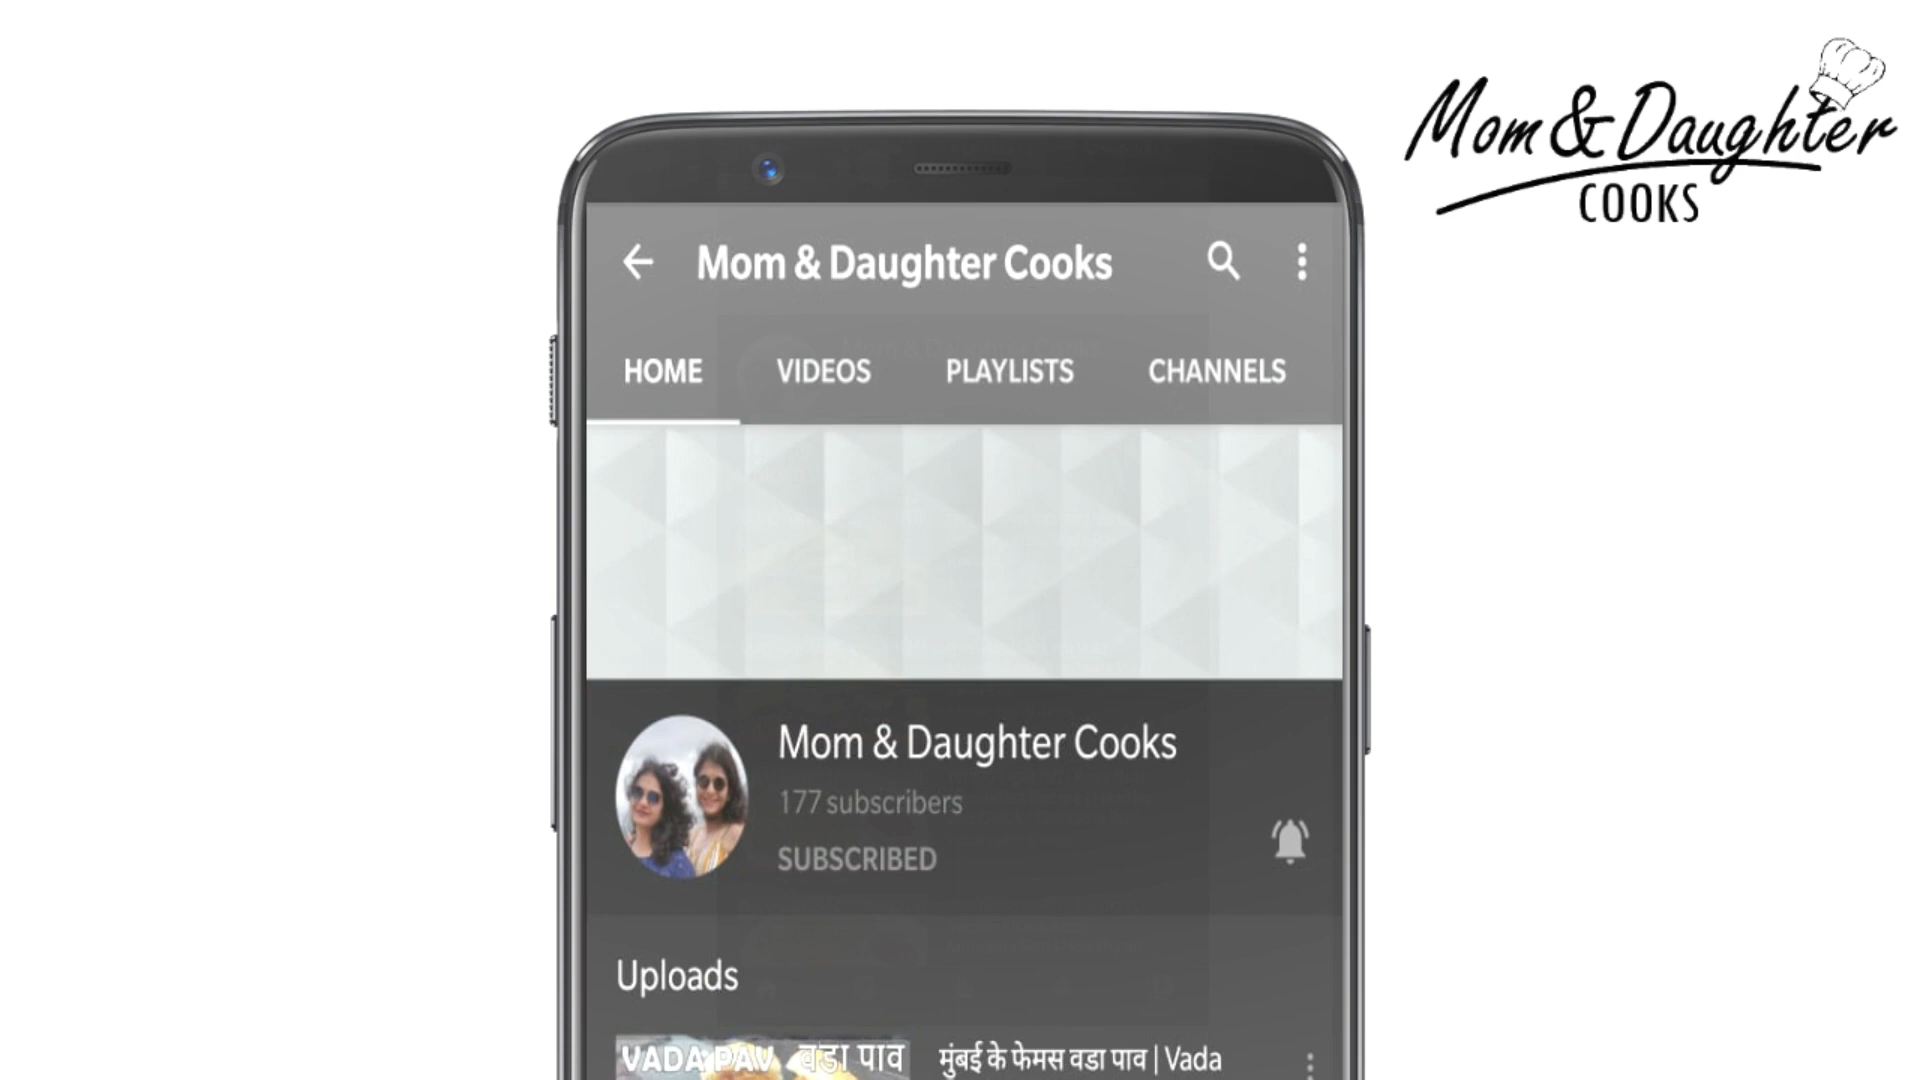 Mom & Daughter
COOKS
Mom & Daughter Cooks
HOME VIDEOS PLAYLISTS CHANNELS
Mom & Daughter Cooks
177 subscribers
SUBSCRIBED
Uploads
VADA PAV वडा पाव
मुंबई के फेमस वडा पाव | Vada